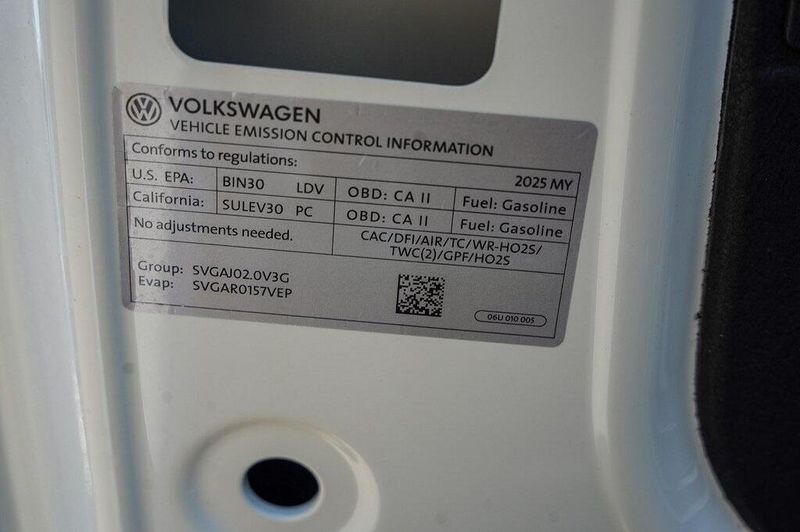 VOLKSWAGEN
VEHICLE EMISSION CONTROL INFORMATION
Conforms to regulations: 2025 MY
U.S. EPA: BIN30 LDV OBD: CA II Fuel: Gasoline
California: SULEV30 PC OBD: CA II Fuel: Gasoline
No adjustments needed. CAC/DFI/AIR/TC/WR-HO2S/
TWC(2)/GPF/HO2S
Group: SVGAJ02.0V3G
Evap: SVGAR0157VEP
06U 010 005